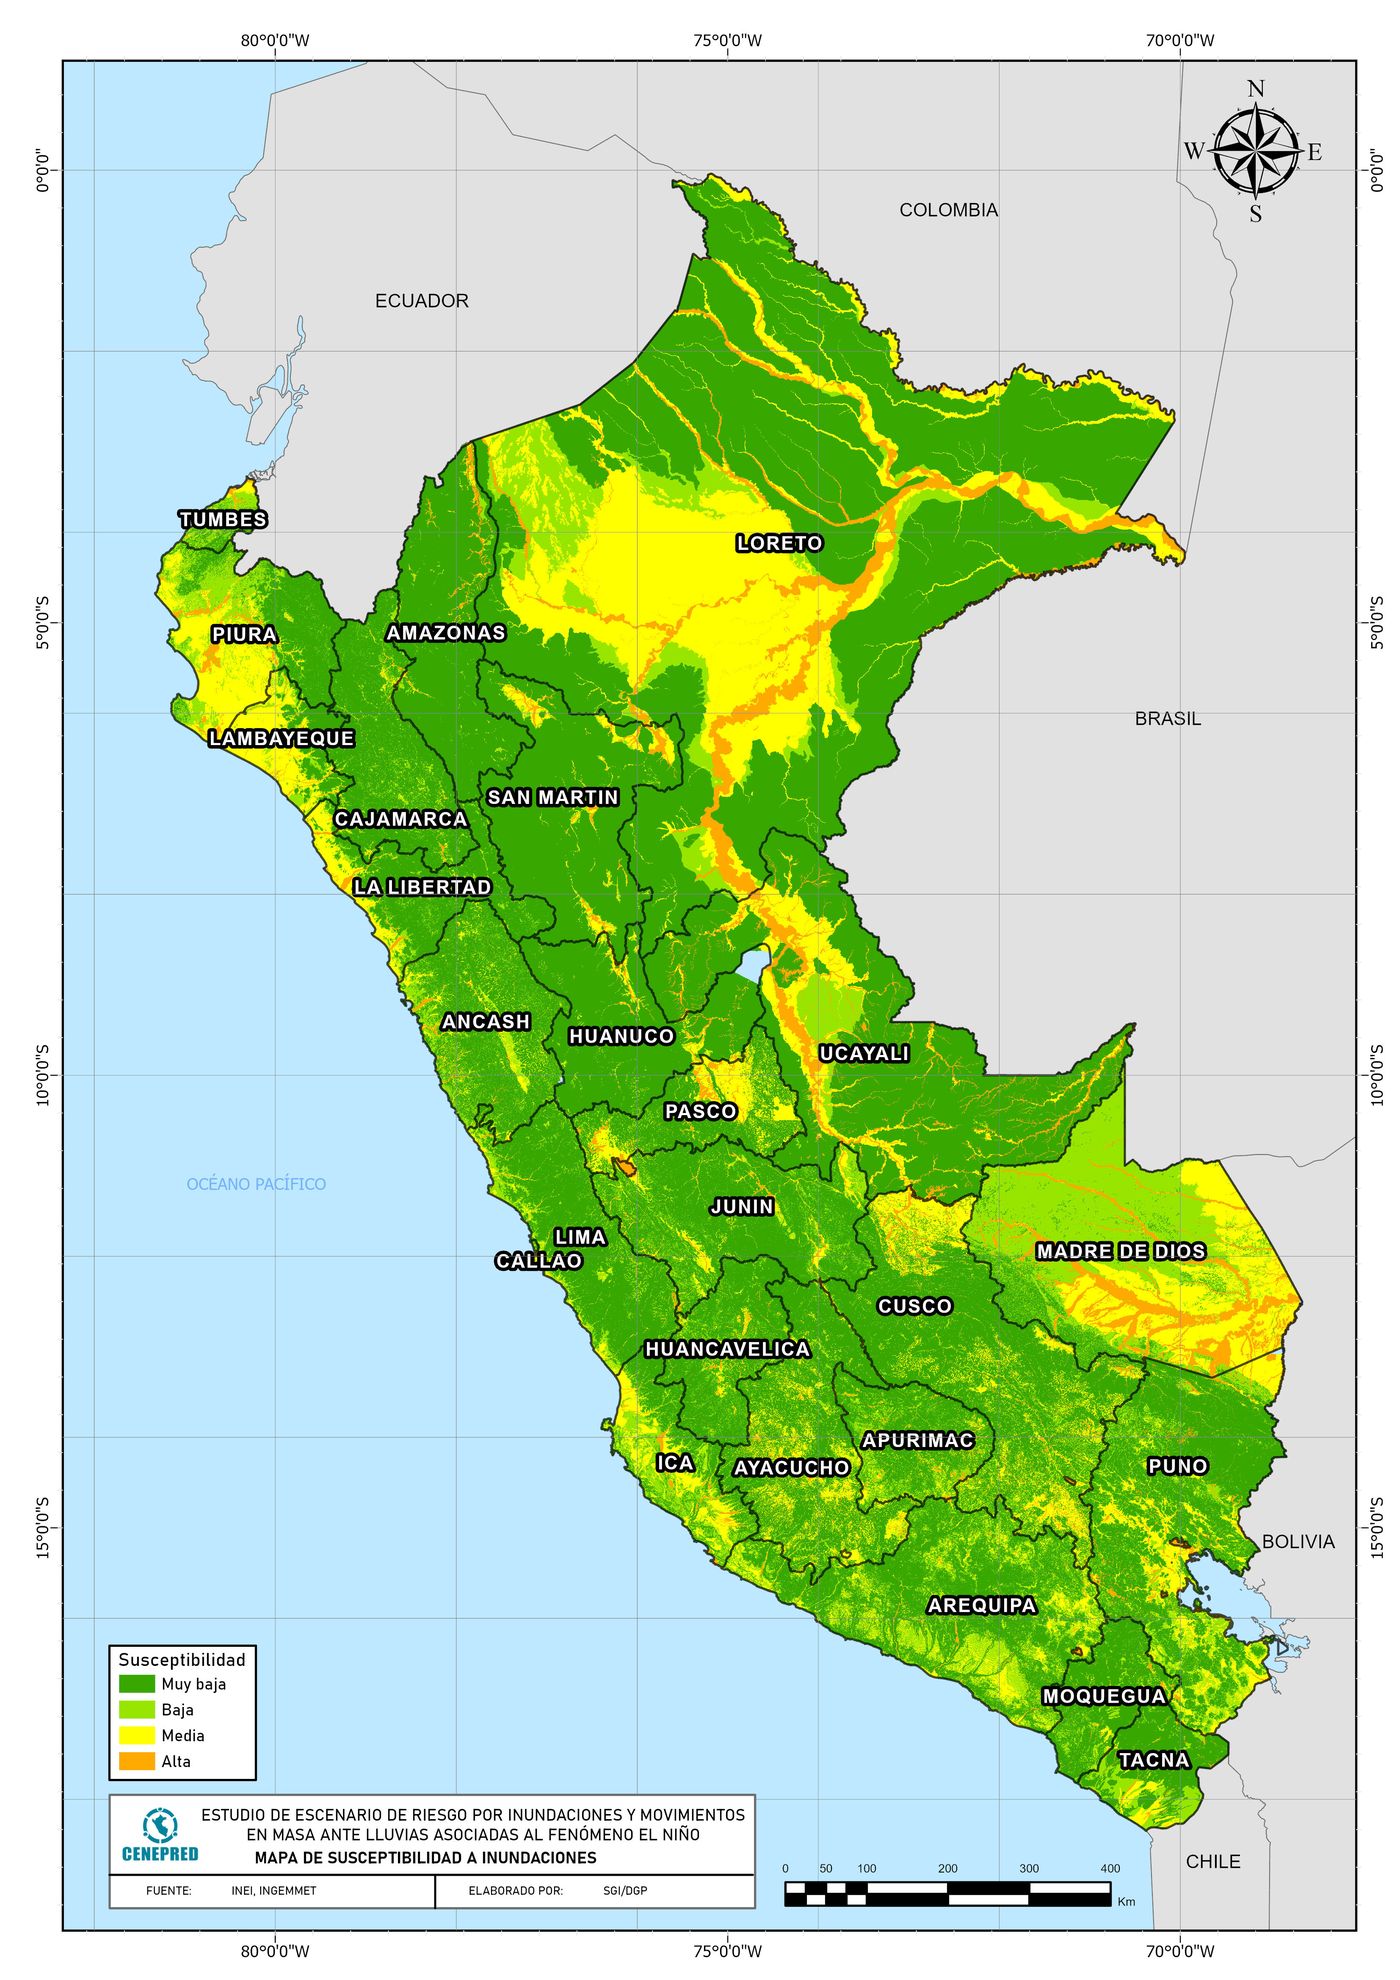 80°0'0"W
75°0'0"W
70°0'0"W
N
W
E
S
0°0'0"
0°0'0"
COLOMBIA
ECUADOR
TUMBES
LORETO
5°0'0"S
5°0'0"S
PIURA
AMAZONAS
BRASIL
LAMBAYEQUE
SAN MARTIN
CAJAMARCA
LA LIBERTAD
ANCASH
HUANUCO
UCAYALI
10°0'0"S
10°0'0"S
PASCO
OCÉANO PACÍFICO
JUNIN
LIMA
MADRE DE DIOS
CALLAO
CUSCO
HUANCAVELICA
APURIMAC
ICA
AYACUCHO
PUNO
15°0'0"S
15°0'0"S
BOLIVIA
AREQUIPA
MOQUEGUA
TACNA
CHILE
Susceptibilidad
Muy baja
Baja
Media
Alta
CENEPRED
ESTUDIO DE ESCENARIO DE RIESGO POR INUNDACIONES Y MOVIMIENTOS
EN MASA ANTE LLUVIAS ASOCIADAS AL FENÓMENO EL NIÑO
MAPA DE SUSCEPTIBILIDAD A INUNDACIONES
FUENTE: INEI, INGEMMET
ELABORADO POR: SGI/DGP
0 50 100 200 300 400
Km
80°0'0"W
75°0'0"W
70°0'0"W